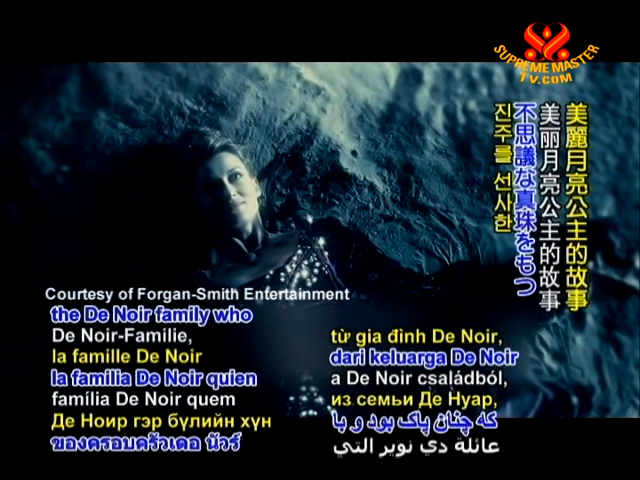 SUPREME MASTER
TV.COM
美麗月亮公主的故事
美丽月亮公主的故事
不思議な真珠をもつ
진주를 선사한
Courtesy of Forgan-Smith Entertainment
the De Noir family who
De Noir-Familie,
la famille De Noir
la familia De Noir quien
família De Noir quem
Де Ноир гэр бүлийн хүн
ของครอบครัวเดอ นัวร์
từ gia đình De Noir,
dari keluarga De Noir
a De Noir családból,
из семьи Де Нуар,
که چنان پاک بود و با
عائلة دي نوير التي